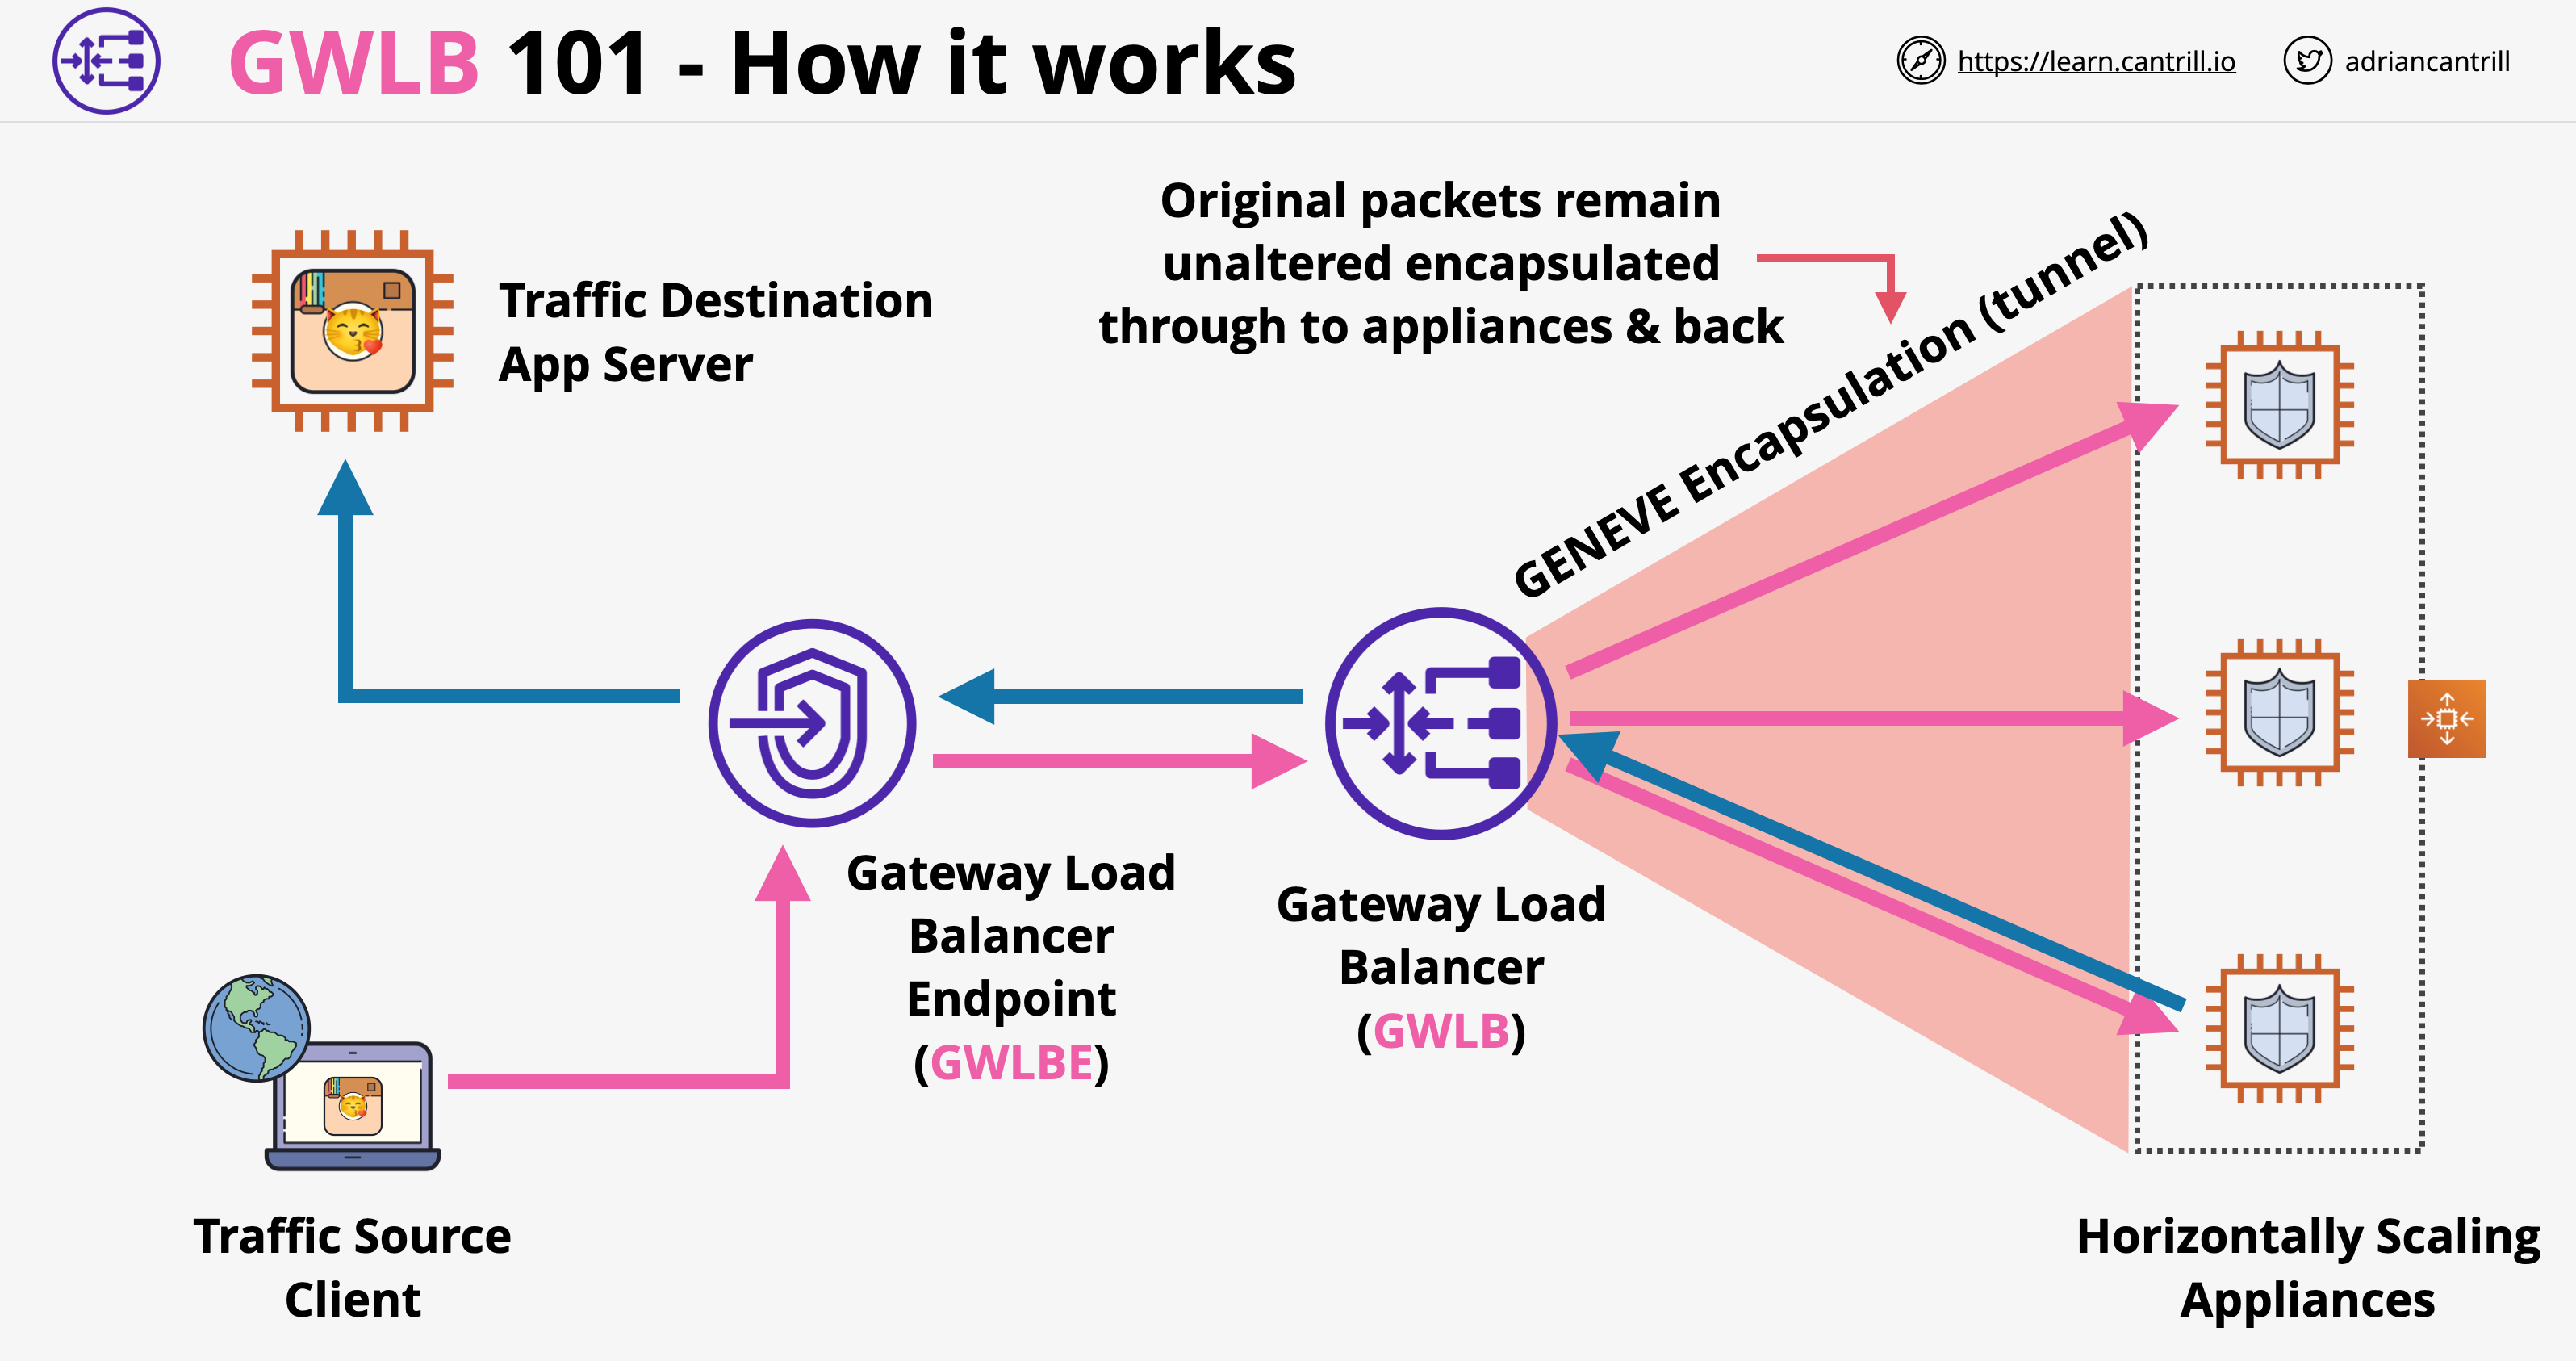 GWLB 101 - How it works
https://learn.cantrill.io
adriancantrill
Original packets remain
unaltered encapsulated
through to appliances & back
GENEVE Encapsulation (tunnel)
Traffic Destination
App Server
Gateway Load
Balancer
Endpoint
(GWLBE)
Gateway Load
Balancer
(GWLB)
Traffic Source
Client
Horizontally Scaling
Appliances